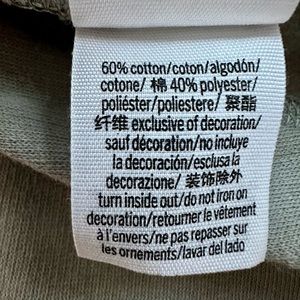 60% cotton/coton/algodón/
cotone/ 棉 40% polyester/
poliéster/poliestere/ 聚酯
纤维 exclusive of decoration/
sauf décoration/no incluye
la decoración/esclusa la
decorazione/ 装饰除外
turn inside out/do not iron on
decoration/retourner le vêtement
à l'envers/ne pas repasser sur
les ornements/lavar del lado